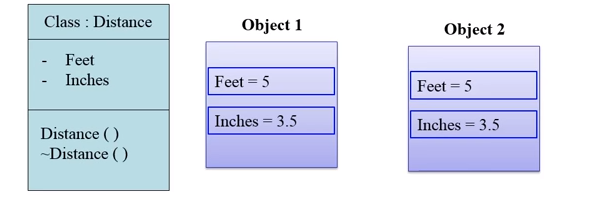 Class : Distance
- Feet
- Inches
Distance ( )
~Distance ( )
Object 1
Feet = 5
Inches = 3.5
Object 2
Feet = 5
Inches = 3.5